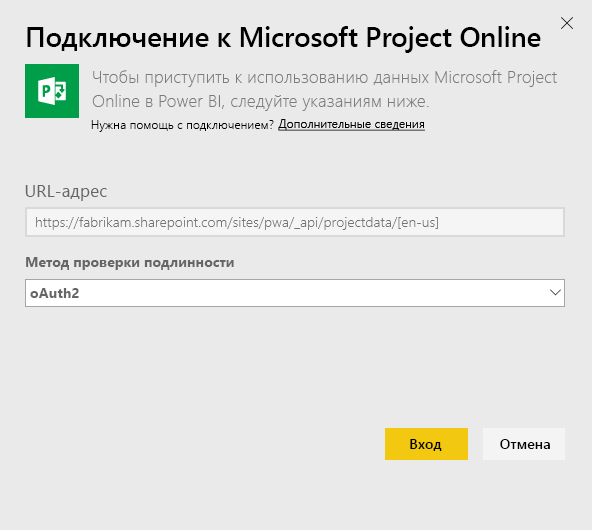 Подключение к Microsoft Project Online
Чтобы приступить к использованию данных Microsoft Project
Online в Power BI, следуйте указаниям ниже.
Нужна помощь с подключением? Дополнительные сведения
URL-адрес
https://fabrikam.sharepoint.com/sites/pwa/_api/projectdata/[en-us]
Метод проверки подлинности
oAuth2
Вход Отмена